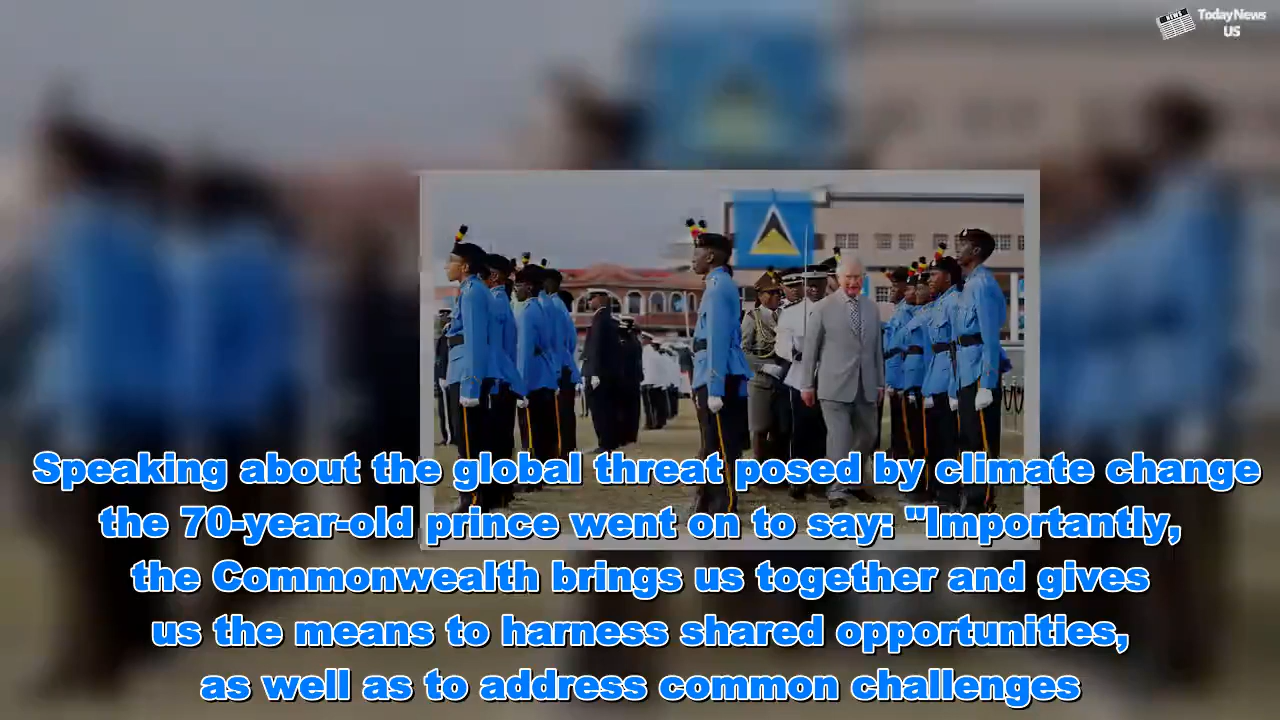 NEWS
TodayNews
US
Speaking about the global threat posed by climate change
the 70-year-old prince went on to say: "Importantly,
the Commonwealth brings us together and gives
us the means to harness shared opportunities,
as well as to address common challenges